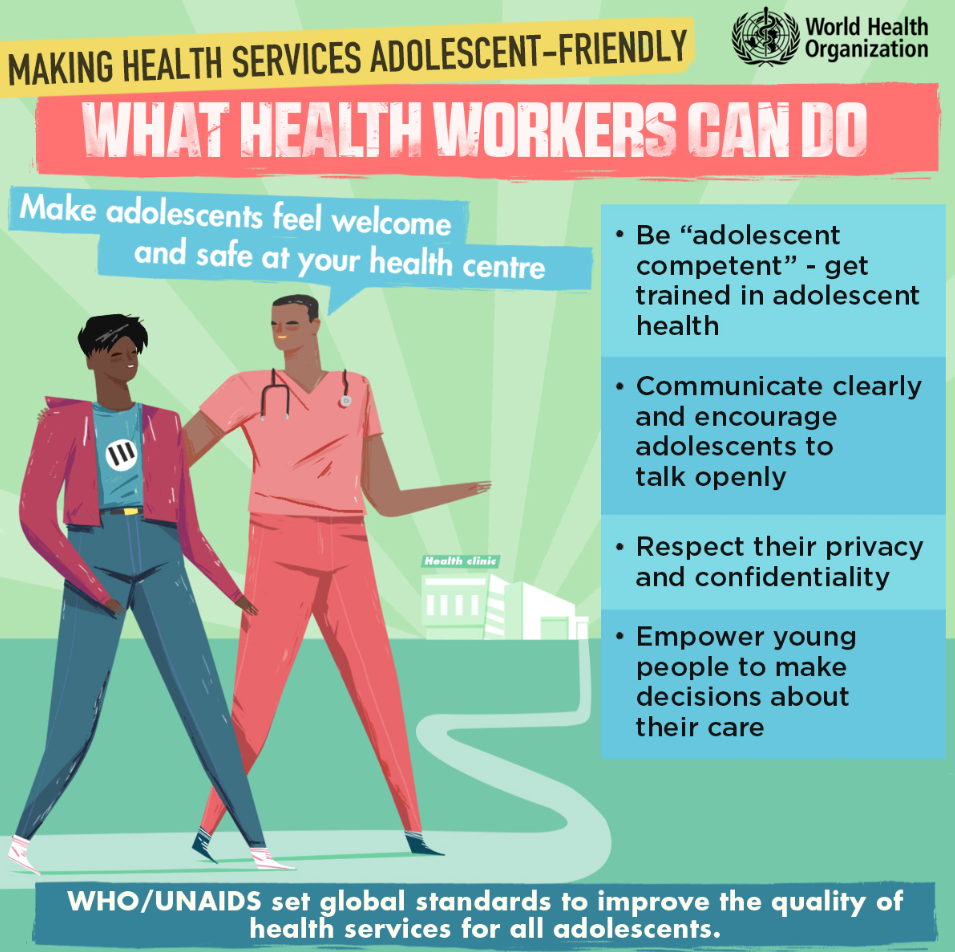 World Health
Organization
MAKING HEALTH SERVICES ADOLESCENT-FRIENDLY
WHAT HEALTH WORKERS CAN DO
Make adolescents feel welcome
and safe at your health centre
• Be “adolescent
competent” - get
trained in adolescent
health
• Communicate clearly
and encourage
adolescents to
talk openly
• Respect their privacy
and confidentiality
• Empower young
people to make
decisions about
their care
Health clinic
WHO/UNAIDS set global standards to improve the quality of
health services for all adolescents.